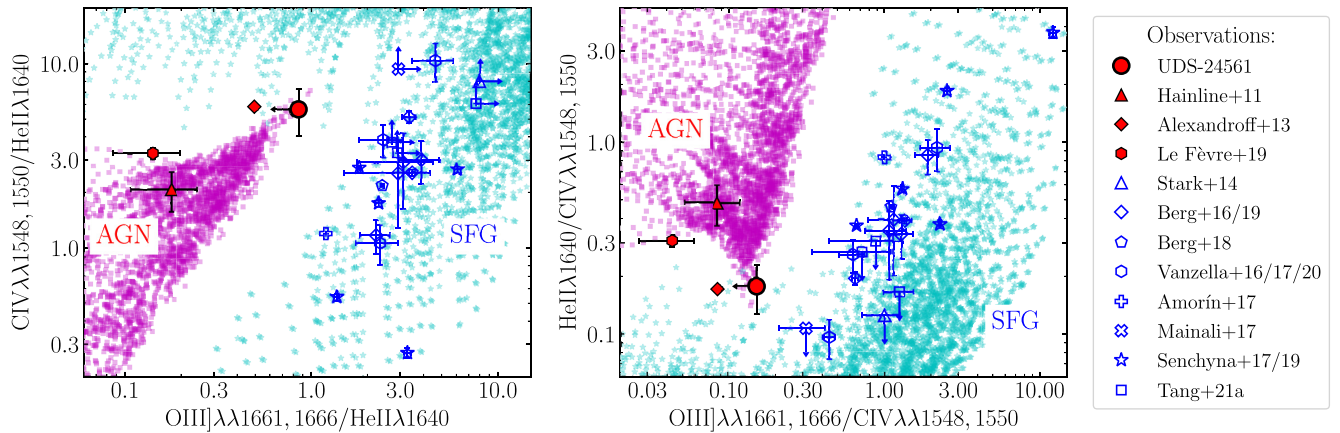 CIVλλ1548, 1550/HeIIλ1640
10.0
3.0
1.0
0.3
AGN
SFG
0.1
0.3
1.0
3.0
10.0
OIII]λλ1661, 1666/HeIIλ1640
HeIIλ1640/CIVλλ1548, 1550
3.0
1.0
0.3
0.1
AGN
SFG
0.03
0.10
0.30
1.00
3.00
10.00
OIII]λλ1661, 1666/CIVλλ1548, 1550
Observations:
UDS-24561
Hainline+11
Alexandroff+13
Le Fèvre+19
Stark+14
Berg+16/19
Berg+18
Vanzella+16/17/20
Amorín+17
Mainali+17
Senchyna+17/19
Tang+21a